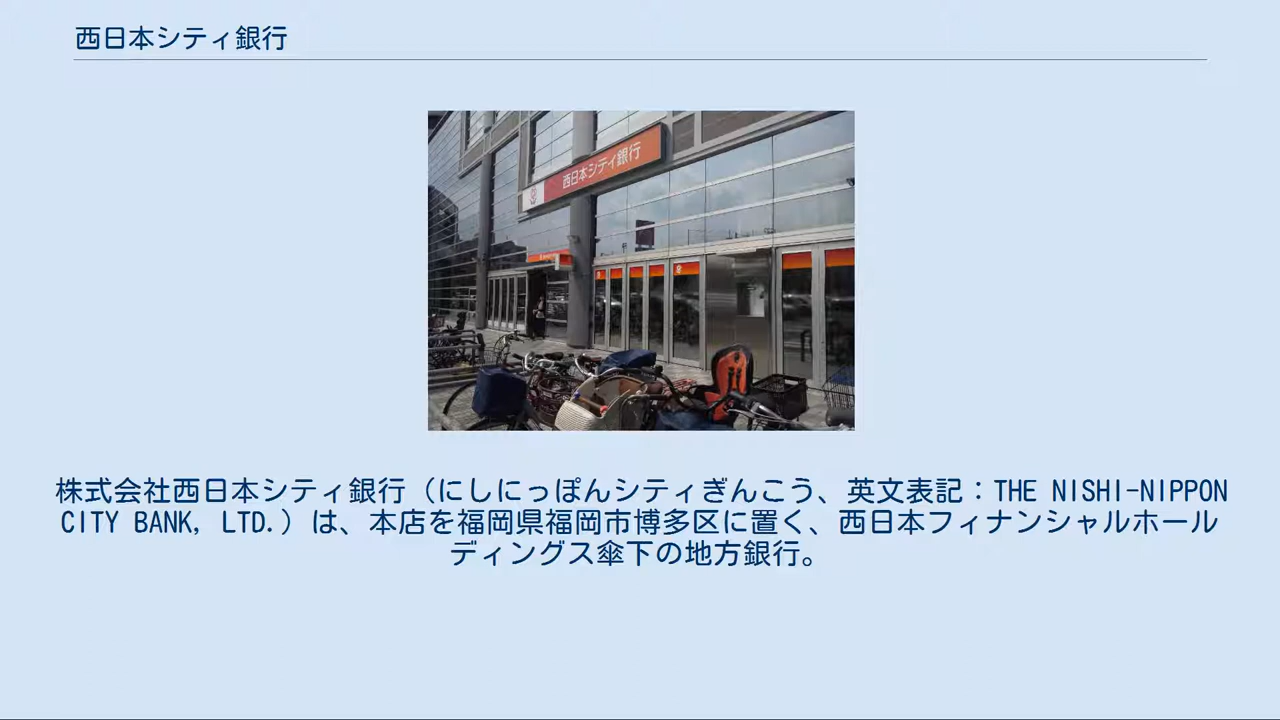 西日本シティ銀行
西日本シティ銀行
株式会社西日本シティ銀行（にしにっぽんシティぎんこう、英文表記：THE NISHI-NIPPON
CITY BANK, LTD.）は、本店を福岡県福岡市博多区に置く、西日本フィナンシャルホール
ディングス傘下の地方銀行。